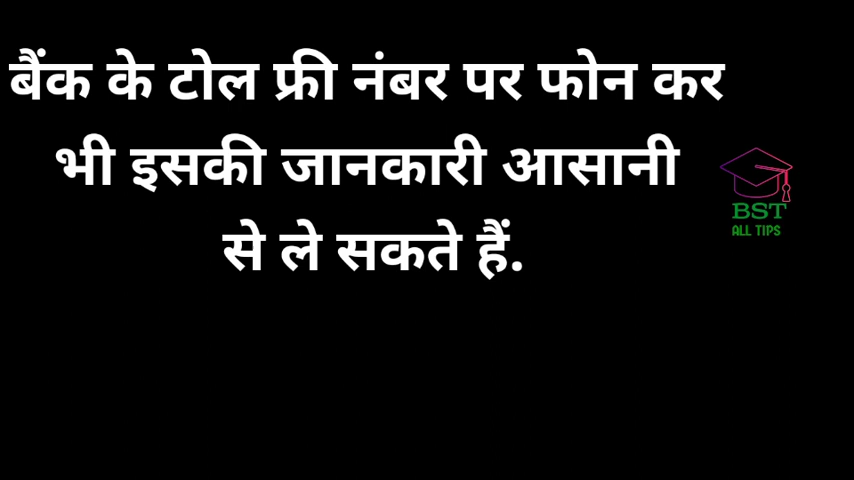 बैंक के टोल फ्री नंबर पर फोन कर
भी इसकी जानकारी आसानी
से ले सकते हैं.
BST
ALL TIPS